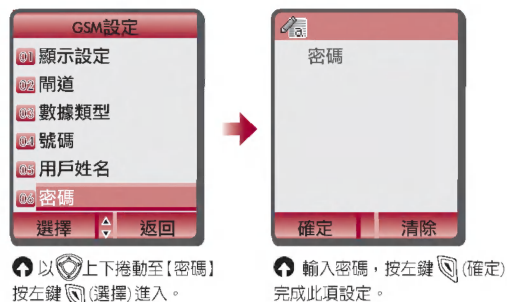 GSM設定
01 顯示設定
02 閘道
03 數據類型
04 號碼
05 用戶姓名
06 密碼
選擇 返回
以上下捲動至【密碼】
按左鍵(選擇)進入。
a
密碼
確定 清除
輸入密碼，按左鍵(確定)
完成此項設定。